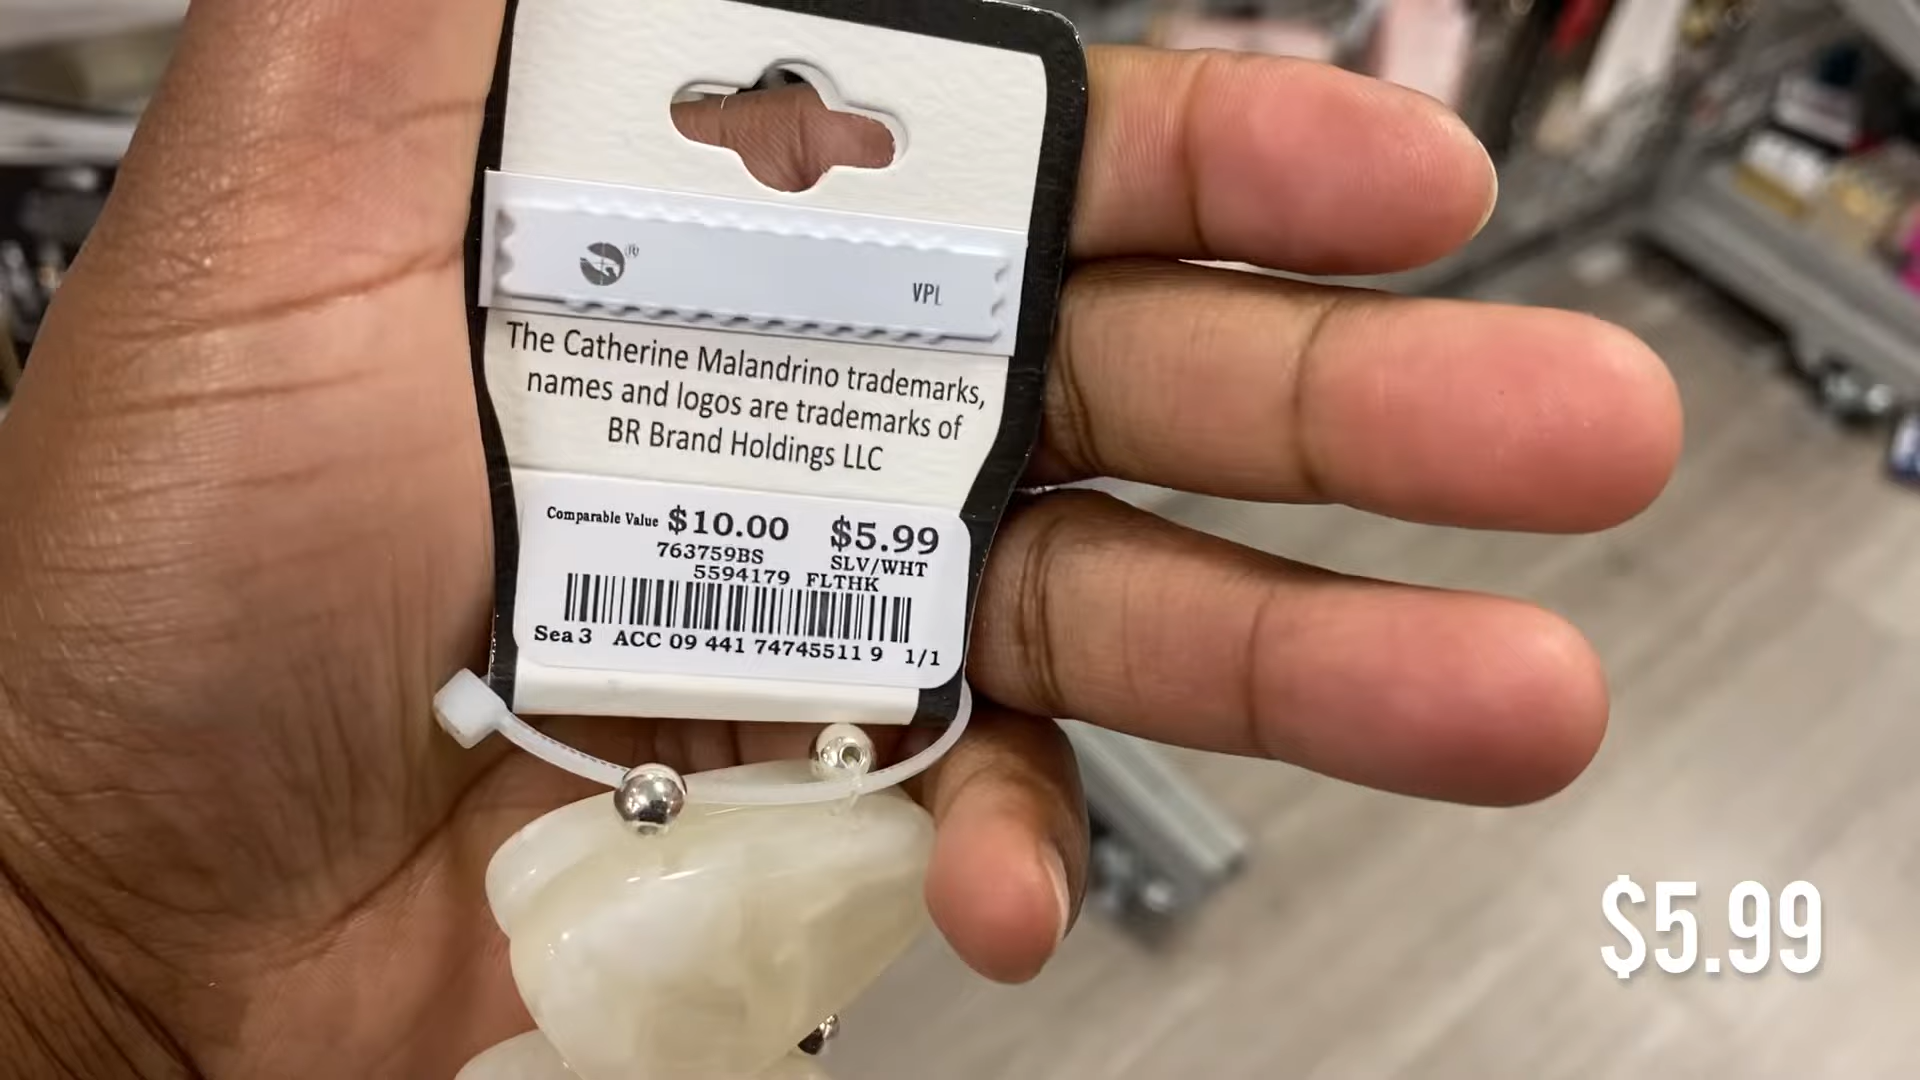 ®
VPL
The Catherine Malandrino trademarks,
names and logos are trademarks of
BR Brand Holdings LLC
Comparable Value $10.00 $5.99
763759BS SLV/WHT
5594179 FLTHK
Sea 3 ACC 09 441 74745511 9 1/1
$5.99